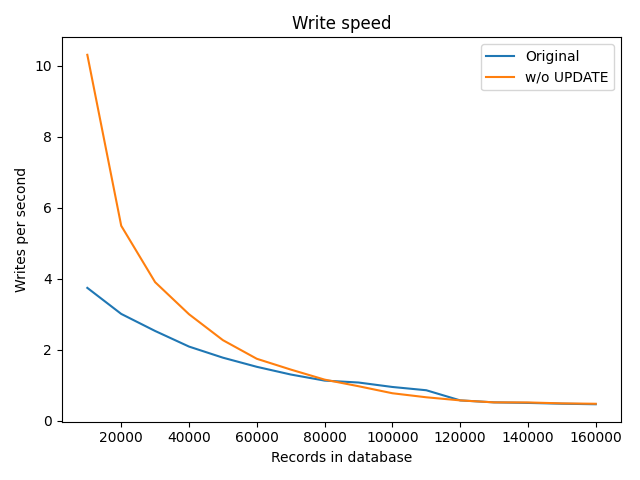 Write speed
Original
w/o UPDATE
Writes per second
10
8
6
4
2
0
20000 40000 60000 80000 100000 120000 140000 160000
Records in database